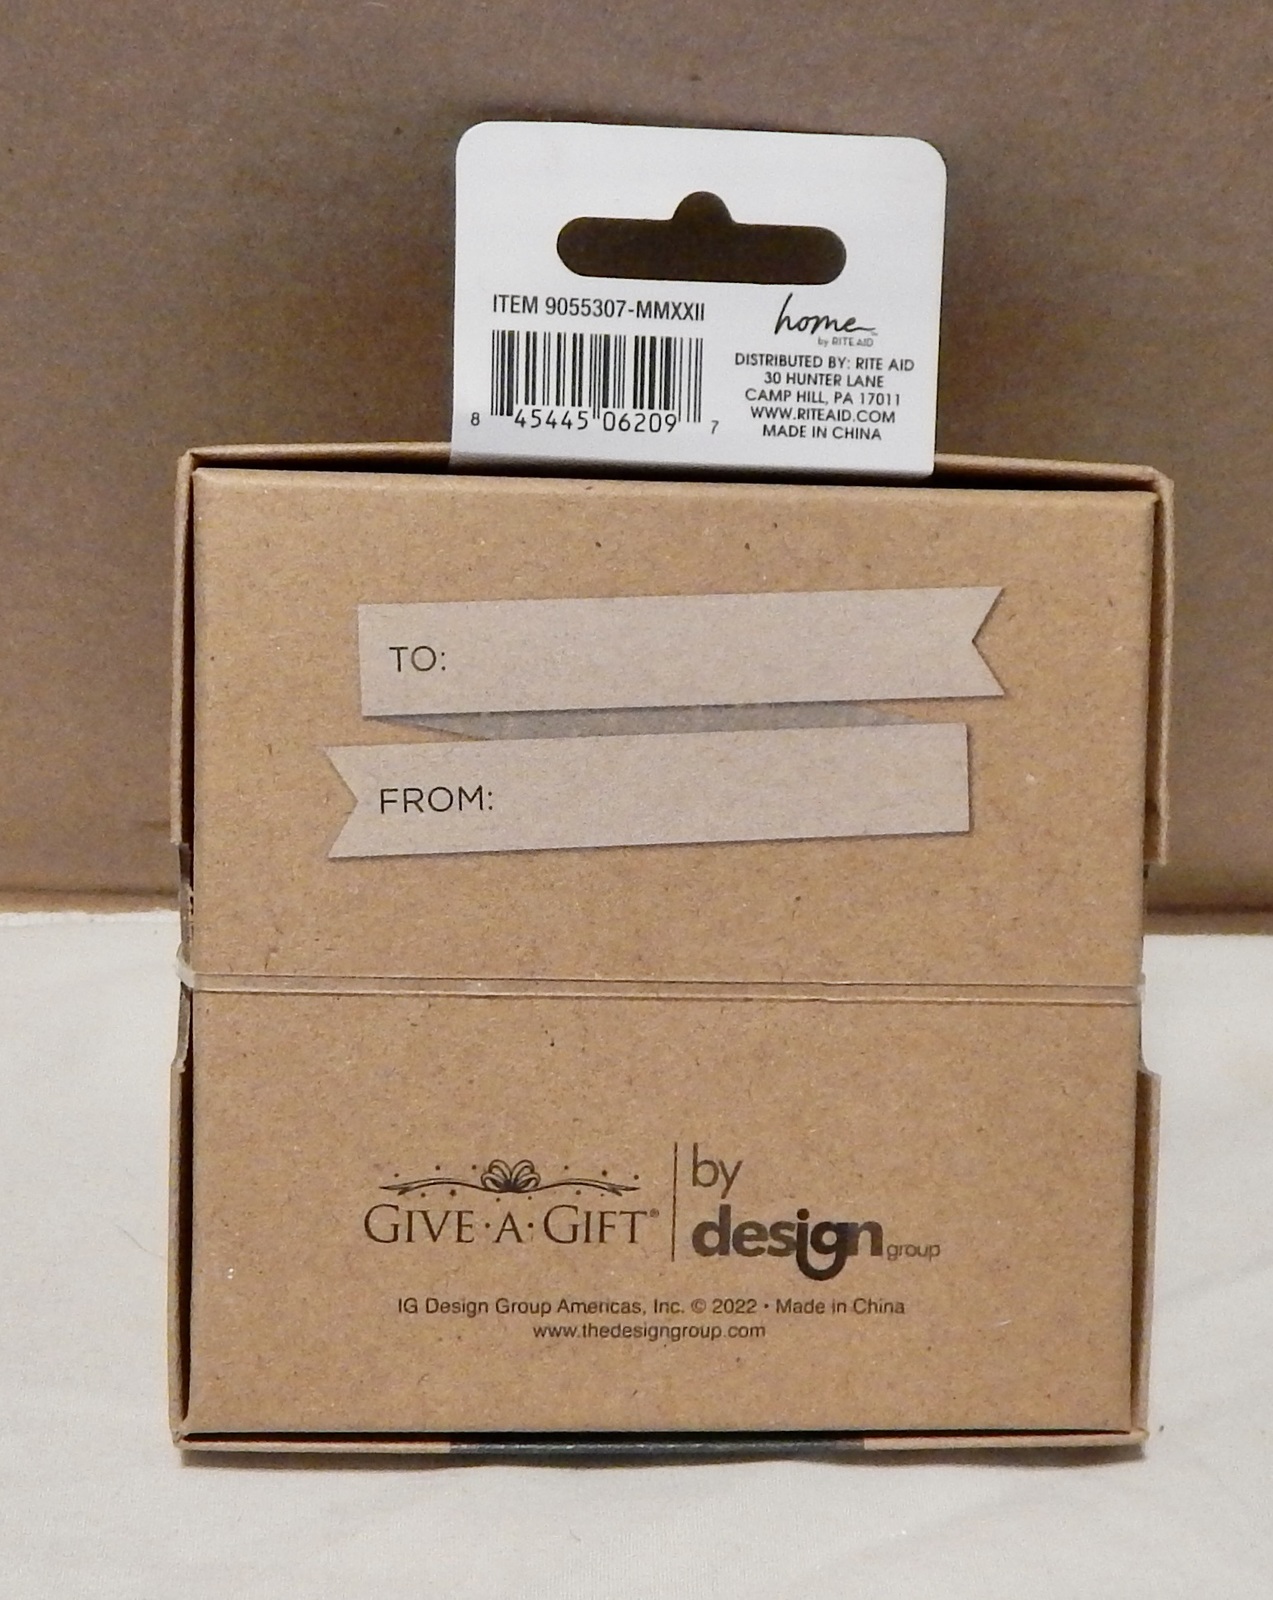 ITEM 9055307-MMXXII
8 45445 06209 7
home™
by RITE AID
DISTRIBUTED BY: RITE AID
30 HUNTER LANE
CAMP HILL, PA 17011
WWW.RITEAID.COM
MADE IN CHINA
TO:
FROM:
GIVE·A·GIFT®
by
design group
IG Design Group Americas, Inc. © 2022 • Made in China
www.thedesigngroup.com